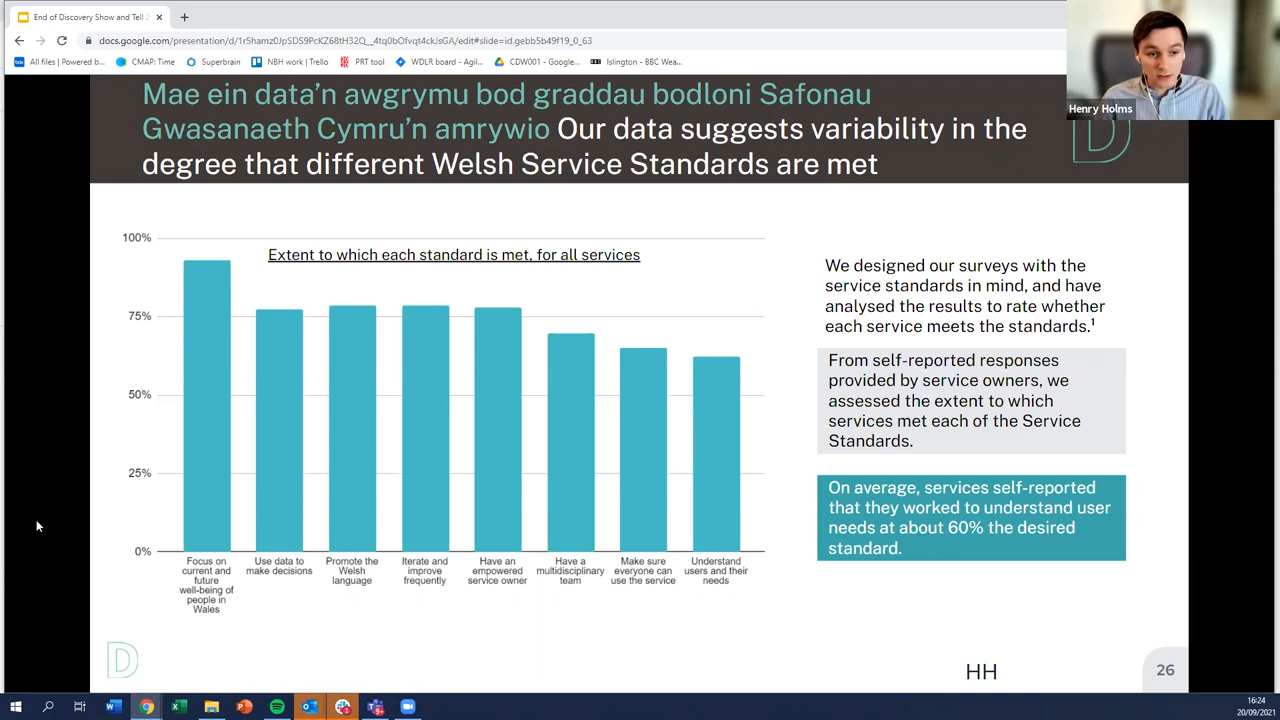 End of Discovery Show and Tell
docs.google.com/presentation/d/1r5hamz0JpSDS9PcKZ68tH32Q__4tq0bOfvqt4ckJsGA/edit#slide=id.gebb5b49f19_0_63
All files | Powered b...
CMAP: Time
Superbrain
NBH work | Trello
PRT tool
WDLR board - Agil...
CDW001 - Google...
Islington - BBC Wea...
Henry Holms
Mae ein data’n awgrymu bod graddau bodloni Safonau
Gwasanaeth Cymru’n amrywio Our data suggests variability in the
degree that different Welsh Service Standards are met
D
Extent to which each standard is met, for all services
100%
75%
50%
25%
0%
Focus on
current and
future
well-being of
people in
Wales
Use data to
make decisions
Promote the
Welsh
language
Iterate and
improve
frequently
Have an
empowered
service owner
Have a
multidisciplinary
team
Make sure
everyone can
use the service
Understand
users and their
needs
We designed our surveys with the
service standards in mind, and have
analysed the results to rate whether
each service meets the standards.¹
From self-reported responses
provided by service owners, we
assessed the extent to which
services met each of the Service
Standards.
On average, services self-reported
that they worked to understand user
needs at about 60% the desired
standard.
D
HH
26
16:24
20/09/2021